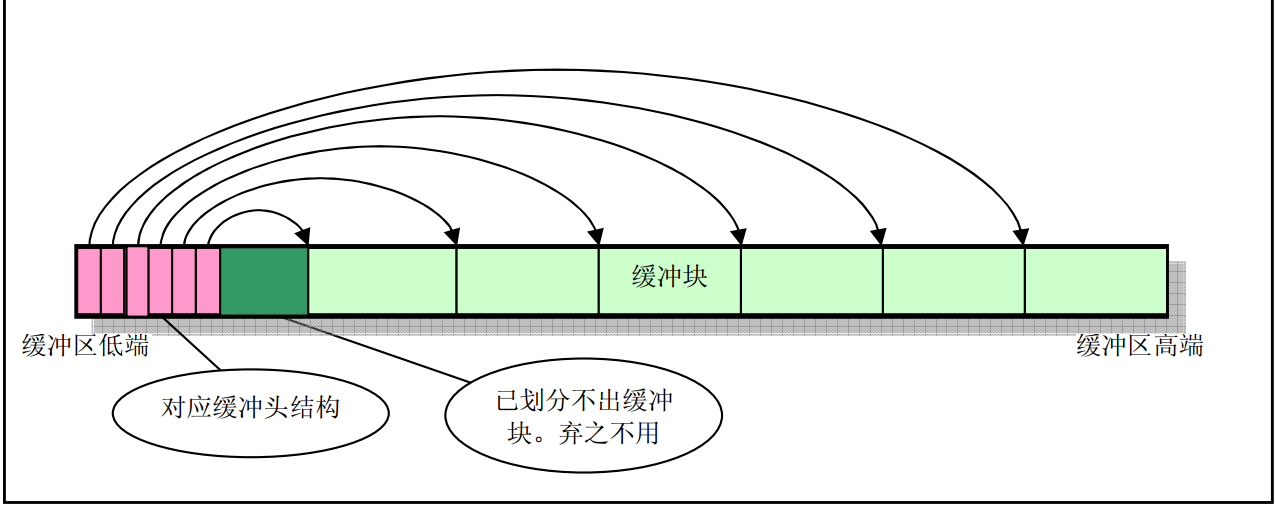 缓冲块
缓冲区低端
缓冲区高端
对应缓冲头结构
已划分不出缓冲
块。弃之不用